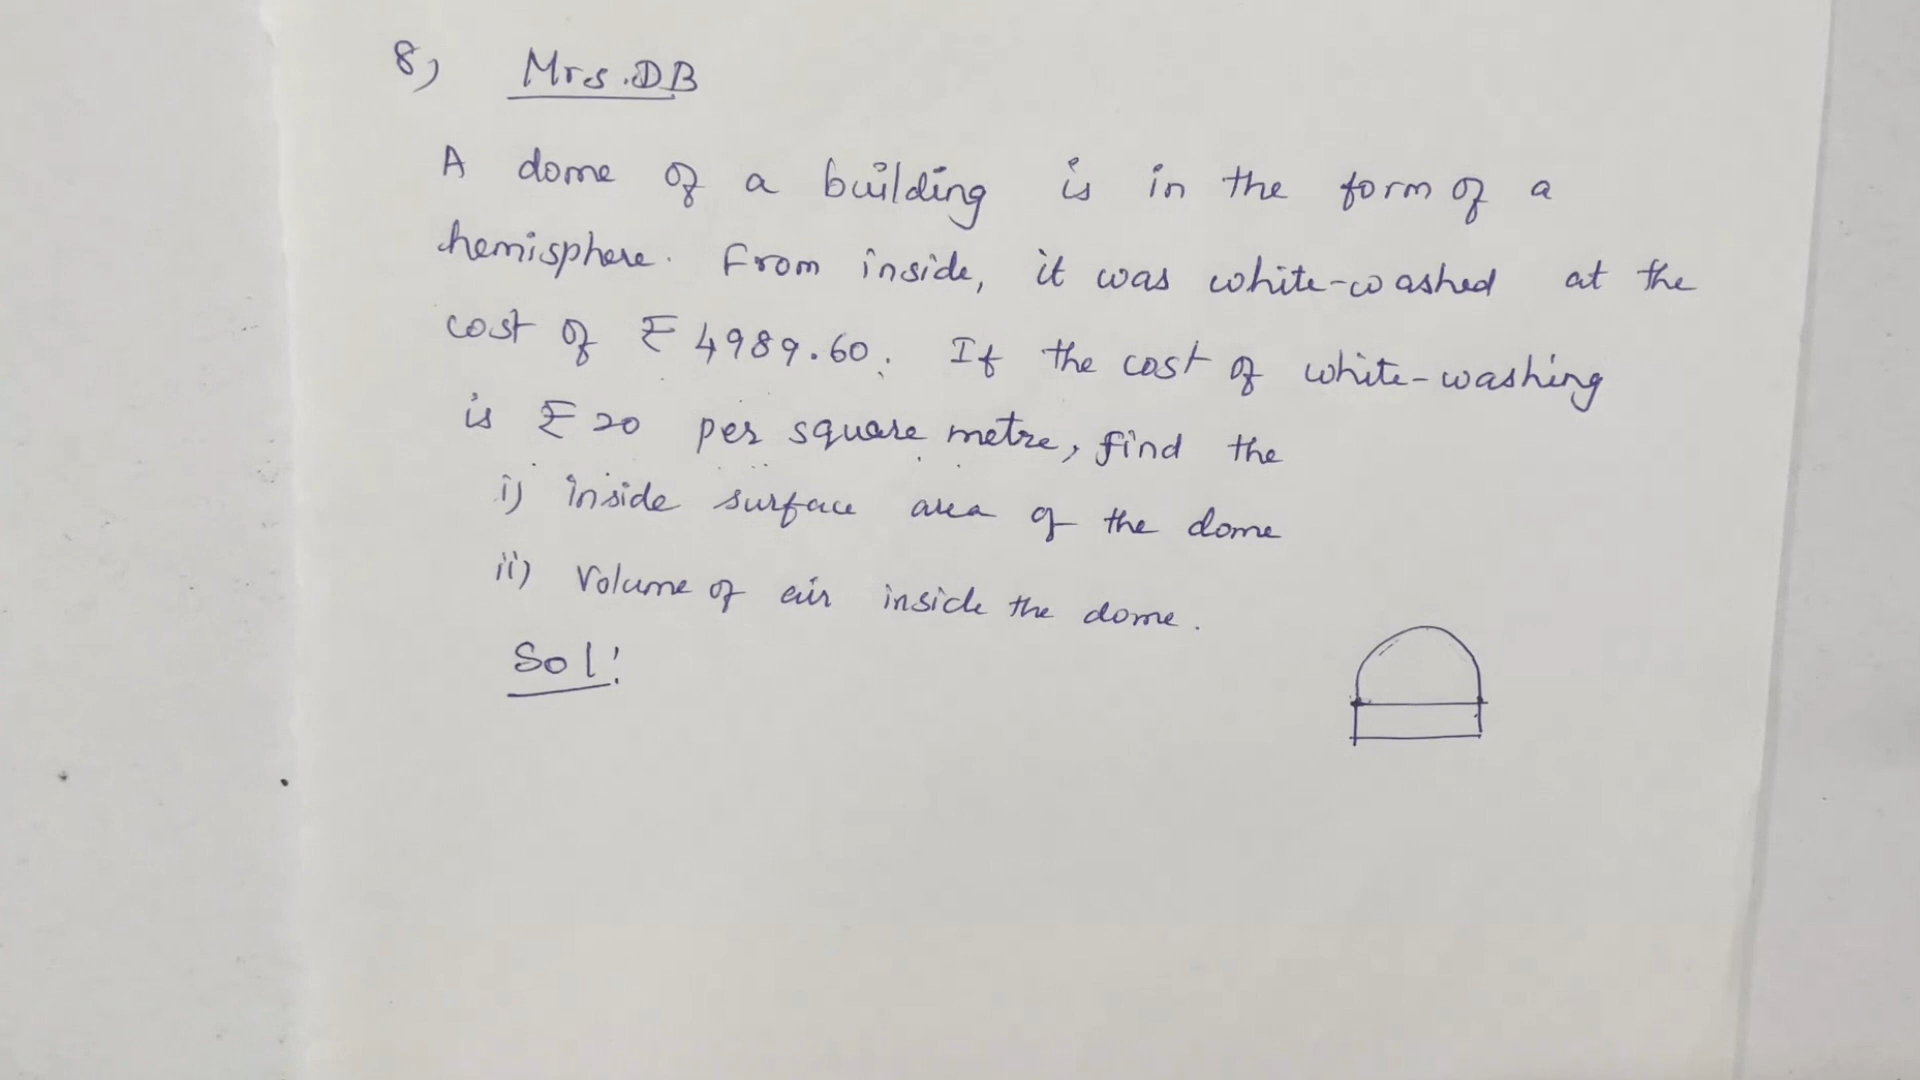 8) Mrs.DB
A dome of a building is in the form of a
hemisphere. From inside, it was white-washed at the
cost of ₹ 4989.60. If the cost of white-washing
is ₹ 20 per square metre, find the
i) inside surface area of the dome
ii) Volume of air inside the dome.
Sol: